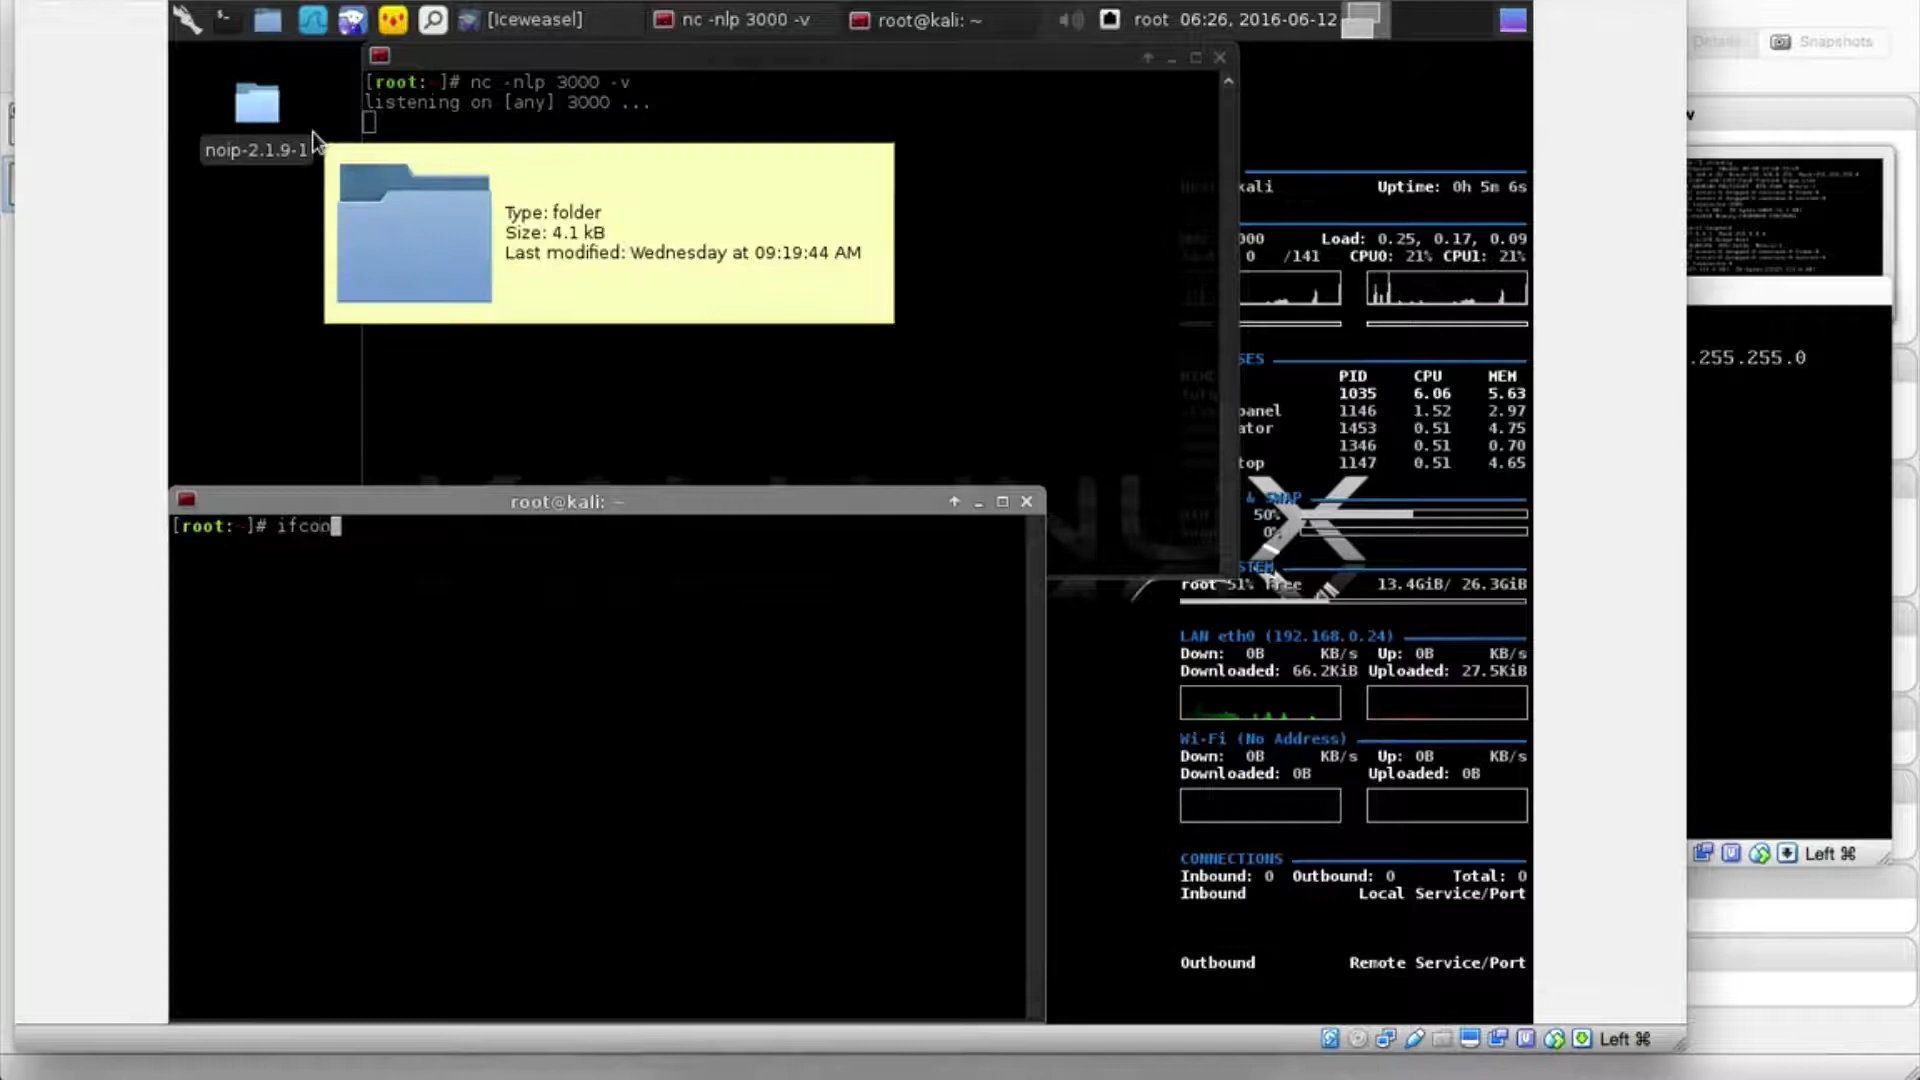 [Iceweasel]
nc -nlp 3000 -v
root@kali: ~
root 06:26, 2016-06-12
Details
Snapshots
[root:~]# nc -nlp 3000 -v
listening on [any] 3000 ...
noip-2.1.9-1
Type: folder
Size: 4.1 kB
Last modified: Wednesday at 09:19:44 AM
kali Uptime: 0h 5m 6s
Load: 0.25, 0.17, 0.09
0 /141 CPU0: 21% CPU1: 21%
PID CPU MEM
1035 6.06 5.63
panel 1146 1.52 2.97
ator 1453 0.51 4.75
1346 0.51 0.70
top 1147 0.51 4.65
& SWAP
50%
0%
root 51% Free 13.4GiB/ 26.3GiB
LAN eth0 (192.168.0.24)
Down: 0B KB/s Up: 0B KB/s
Downloaded: 66.2KiB Uploaded: 27.5KiB
Wi-Fi (No Address)
Down: 0B KB/s Up: 0B KB/s
Downloaded: 0B Uploaded: 0B
CONNECTIONS
Inbound: 0 Outbound: 0 Total: 0
Inbound Local Service/Port
Outbound Remote Service/Port
root@kali: ~
[root:~]# ifcon
.255.255.0
Left ⌘
Left ⌘